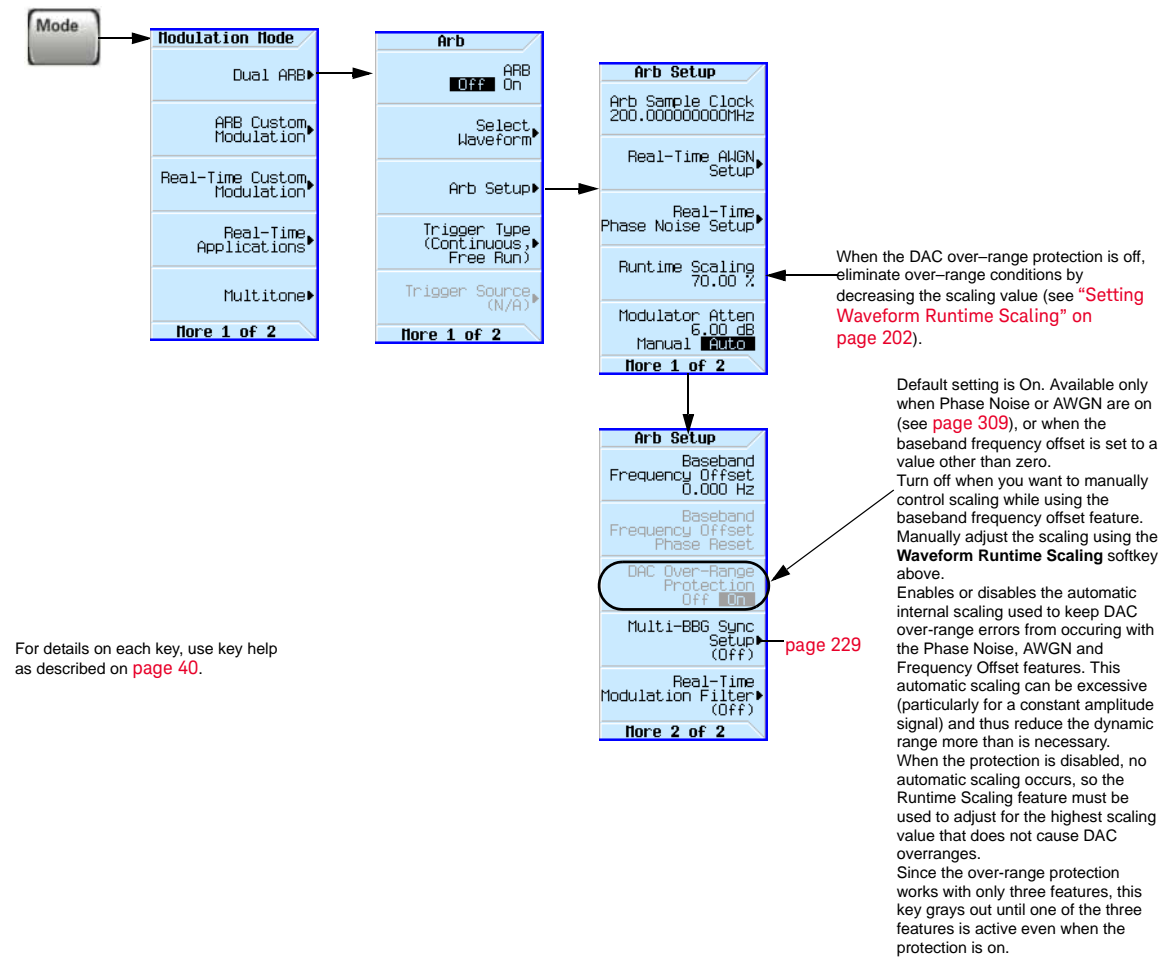 Mode
Modulation Mode
Dual ARB
ARB Custom
Modulation
Real-Time Custom
Modulation
Real-Time
Applications
Multitone
More 1 of 2
Arb
ARB
Off On
Select
Waveform
Arb Setup
Trigger Type
(Continuous,
Free Run)
Trigger Source
(N/A)
More 1 of 2
Arb Setup
Arb Sample Clock
200.000000000MHz
Real-Time AWGN
Setup
Real-Time
Phase Noise Setup
Runtime Scaling
70.00 %
Modulator Atten
6.00 dB
Manual Auto
More 1 of 2
When the DAC over–range protection is off,
eliminate over–range conditions by
decreasing the scaling value (see “Setting
Waveform Runtime Scaling” on
page 202).
Arb Setup
Baseband
Frequency Offset
0.000 Hz
Baseband
Frequency Offset
Phase Reset
DAC Over-Range
Protection
Off On
Multi-BBG Sync
Setup
(Off)
page 229
Real-Time
Modulation Filter
(Off)
More 2 of 2
Default setting is On. Available only
when Phase Noise or AWGN are on
(see page 309), or when the
baseband frequency offset is set to a
value other than zero.
Turn off when you want to manually
control scaling while using the
baseband frequency offset feature.
Manually adjust the scaling using the
Waveform Runtime Scaling softkey
above.
Enables or disables the automatic
internal scaling used to keep DAC
over-range errors from occuring with
the Phase Noise, AWGN and
Frequency Offset features. This
automatic scaling can be excessive
(particularly for a constant amplitude
signal) and thus reduce the dynamic
range more than is necessary.
When the protection is disabled, no
automatic scaling occurs, so the
Runtime Scaling feature must be
used to adjust for the highest scaling
value that does not cause DAC
overranges.
Since the over-range protection
works with only three features, this
key grays out until one of the three
features is active even when the
protection is on.
For details on each key, use key help
as described on page 40.